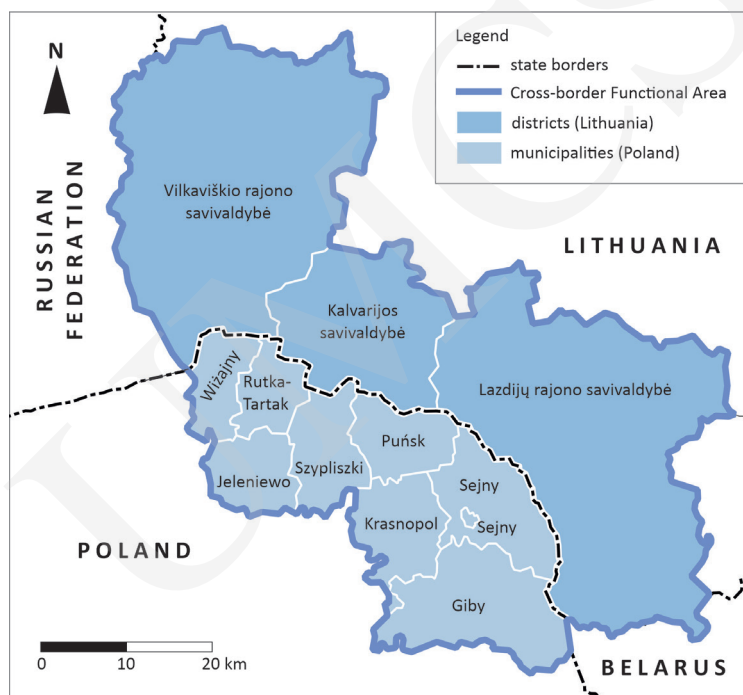 Legend
state borders
Cross-border Functional Area
districts (Lithuania)
municipalities (Poland)
N
RUSSIAN
FEDERATION
Vilkaviškio rajono
savivaldybė
LITHUANIA
Kalvarijos
savivaldybė
Lazdijų rajono savivaldybė
Wiżajny
Rutka-
Tartak
Puńsk
Szypliszki
Jeleniewo
Sejny
Krasnopol
Sejny
POLAND
Giby
BELARUS
0 10 20 km
UMCS